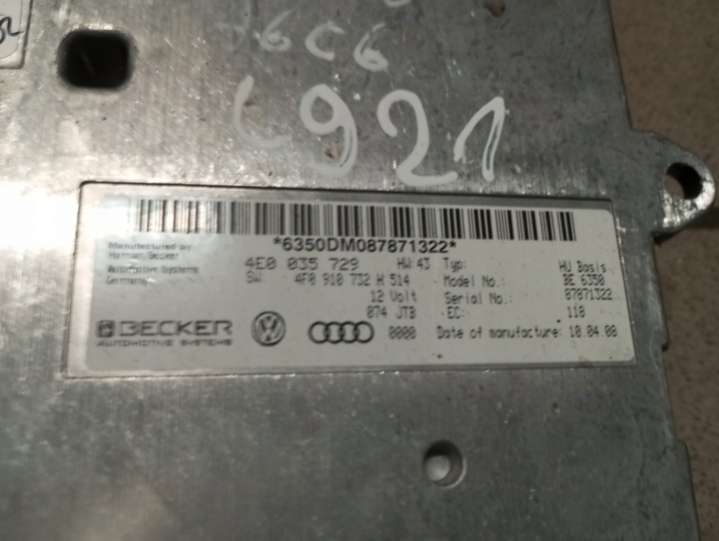 6C6
L921
*6350DM087871322*
Manufactured by
Harman/Becker
Automotive Systems
Germany
4E0 035 729 HW:43 Typ: HU Basis
SW: 4F0 910 732 H 514 Model No.: BE 6350
12 Volt Serial No.: 87871322
074 JTB EC: 118
0000 Date of manufacture: 10.04.08
BECKER
AUTOMOTIVE SYSTEMS